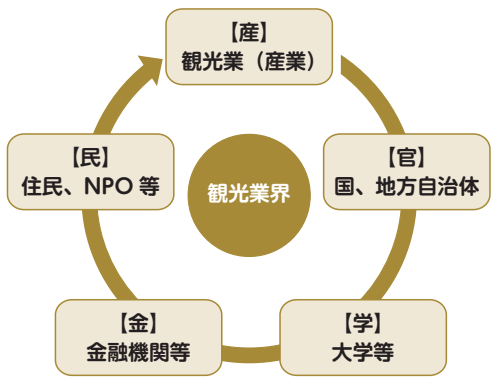 【産】
観光業（産業）
【官】
国、地方自治体
【学】
大学等
【金】
金融機関等
【民】
住民、NPO 等
観光業界